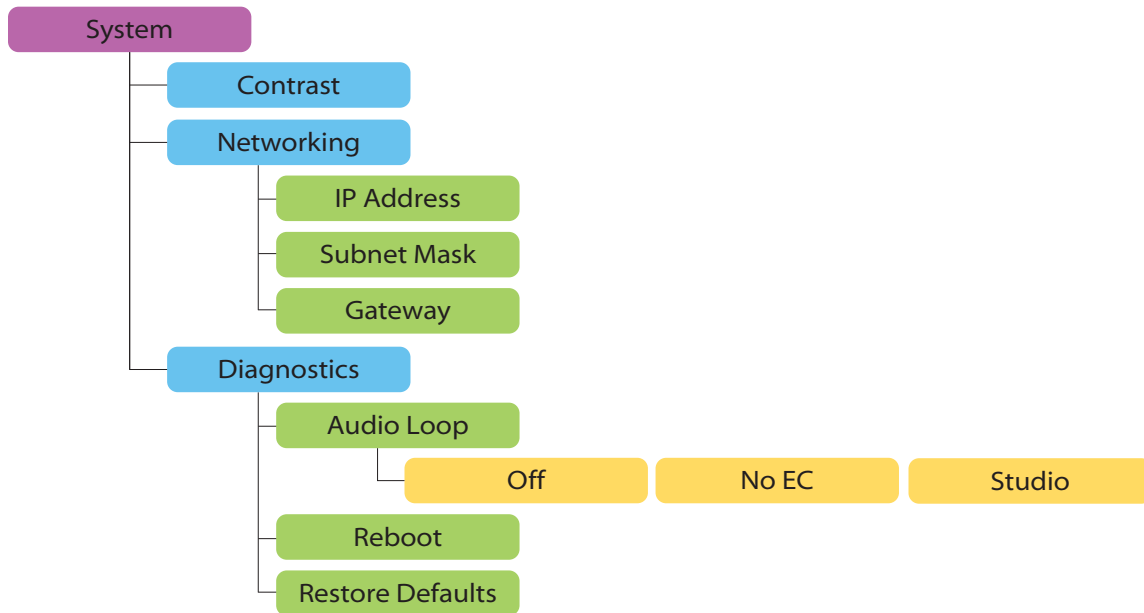 System
Contrast
Networking
IP Address
Subnet Mask
Gateway
Diagnostics
Audio Loop
Off
No EC
Studio
Reboot
Restore Defaults